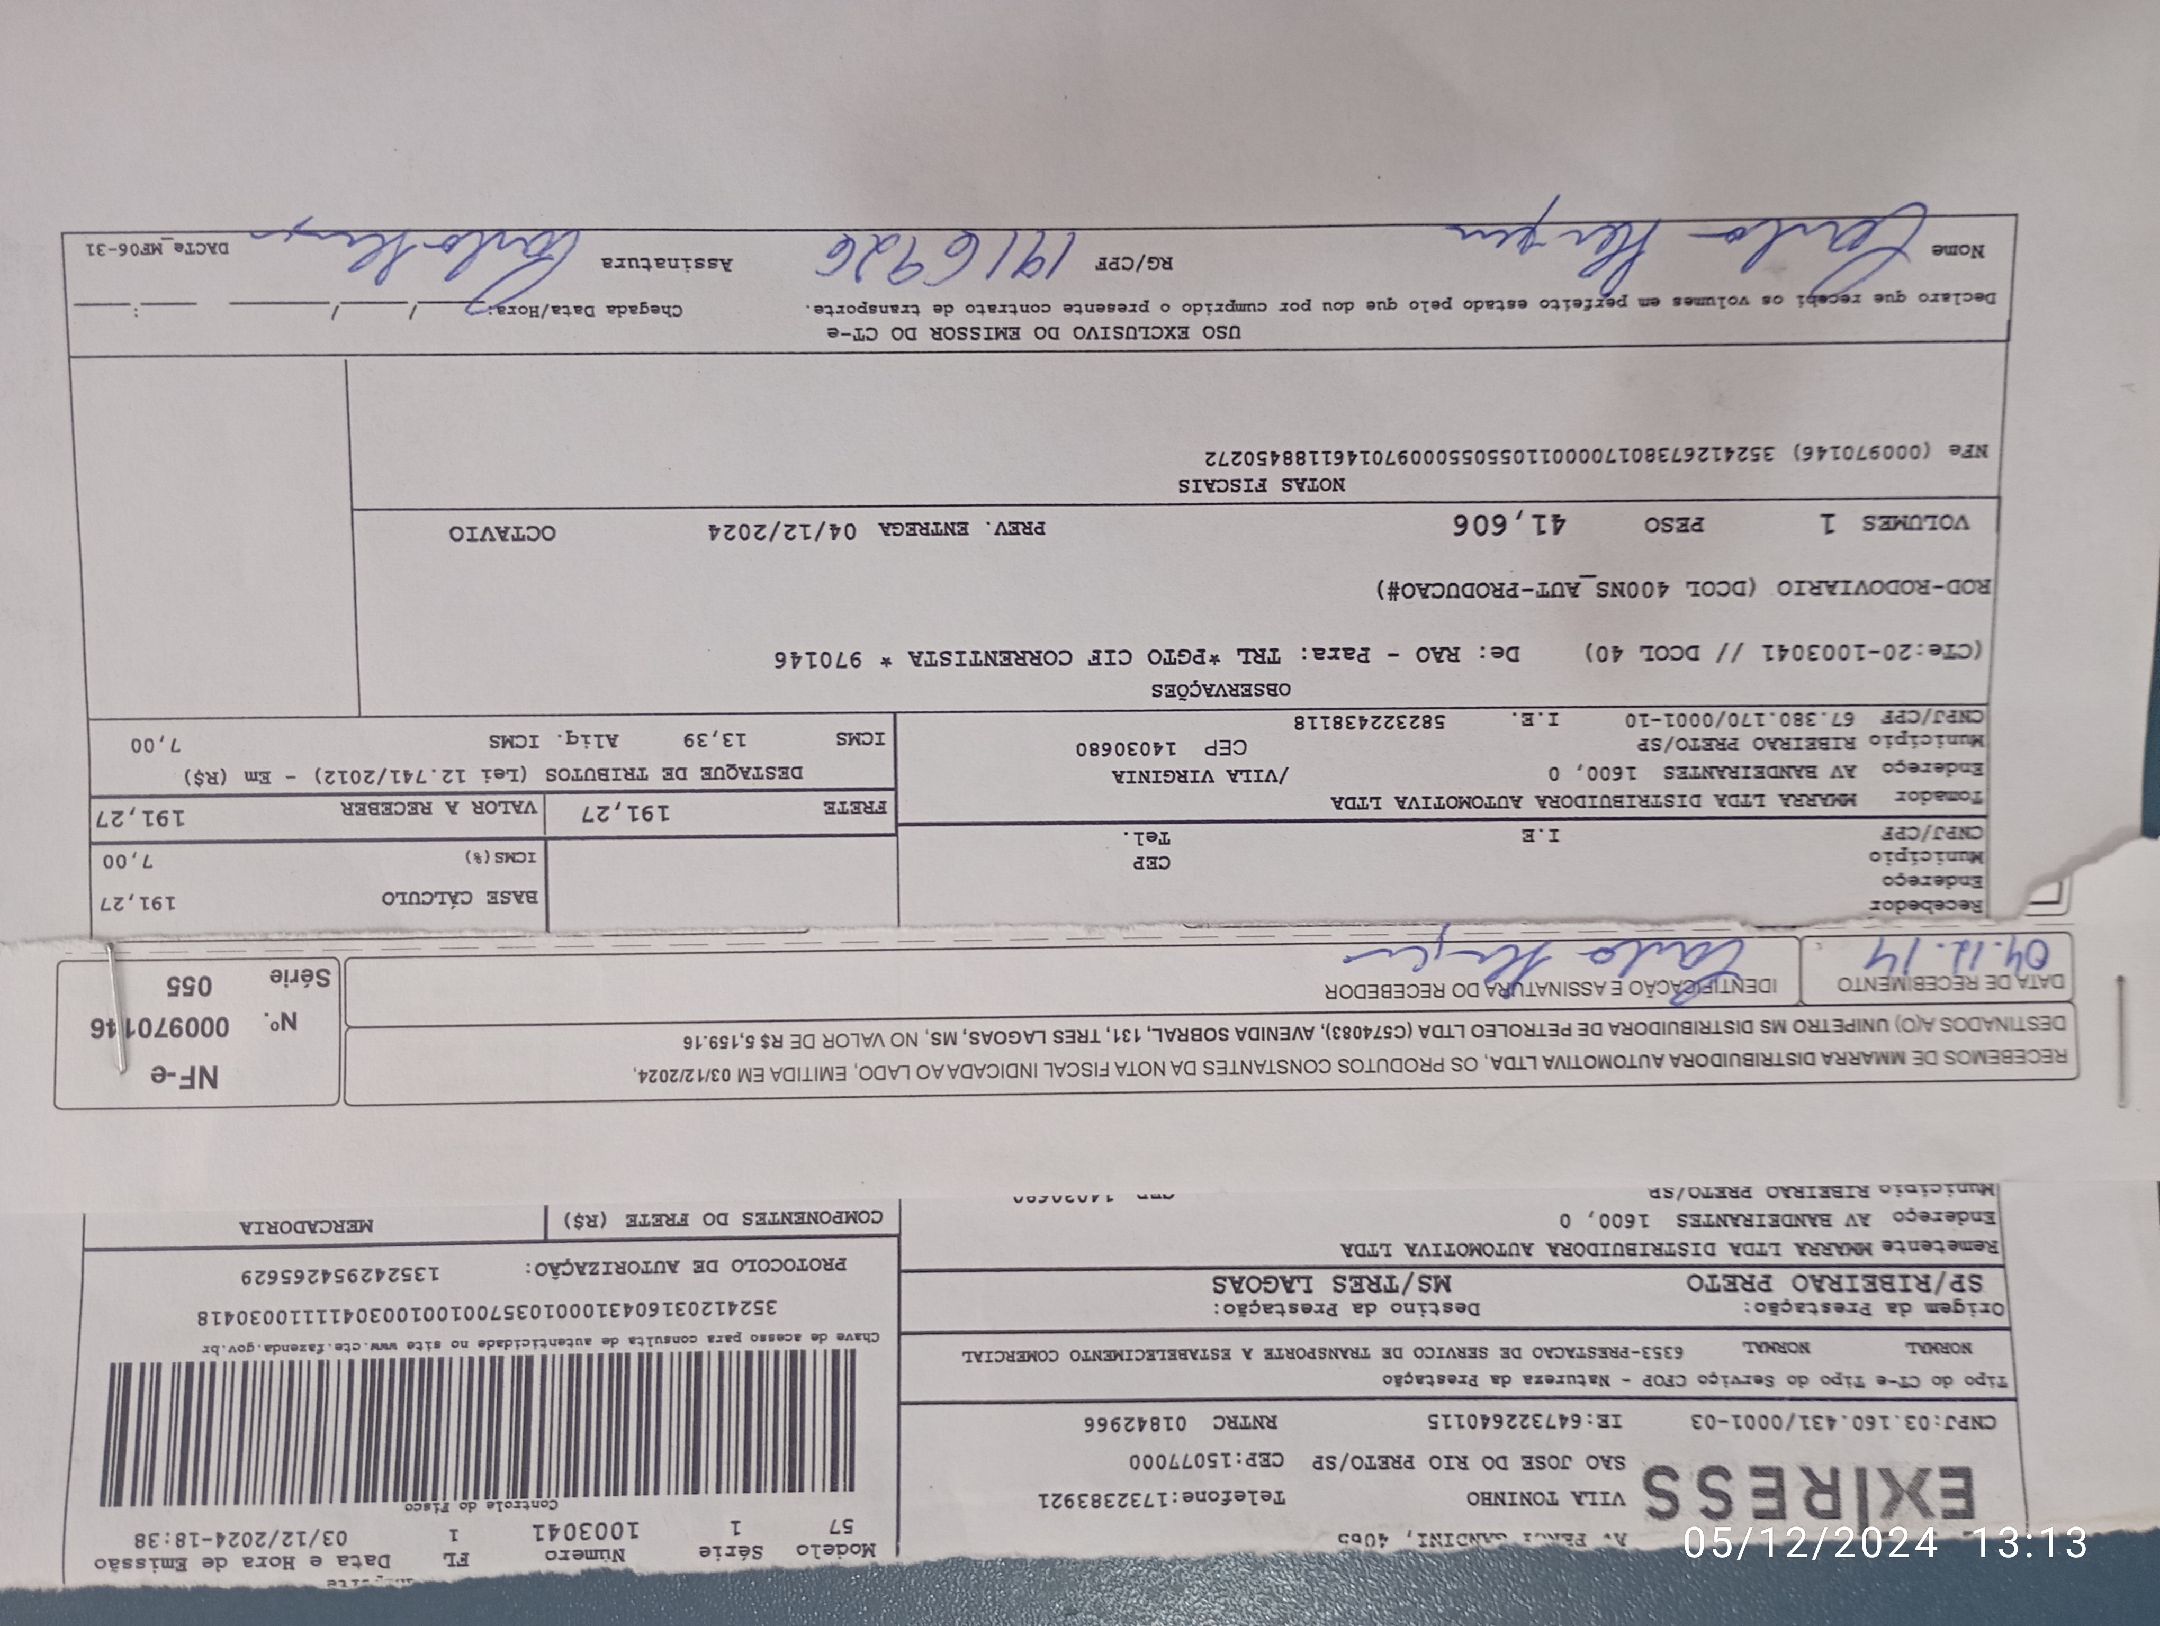 Modelo Série Número FL Data e Hora de Emissão
57 1 1003041 1 03/12/2024-18:38
Controle do Fisco
EX|RESS
VILA TONINHO Telefone:1732383921
SAO JOSE DO RIO PRETO/SP CEP:15077000
CNPJ:03.160.431/0001-03 IE:647322640115 RNTRC 01842966
Tipo do CT-e Tipo do Serviço CFOP - Natureza da Prestação
NORMAL NORMAL 6353-PRESTACAO DE SERVICO DE TRANSPORTE A ESTABELECIMENTO COMERCIAL
Chave de acesso para consulta de autenticidade no site www.cte.fazenda.gov.br
35241203160431000103570010010030411110030418
Origem da Prestação: Destino da Prestação:
SP/RIBEIRAO PRETO MS/TRES LAGOAS
PROTOCOLO DE AUTORIZAÇÃO: 135242954265629
Remetente MMARRA LTDA DISTRIBUIDORA AUTOMOTIVA LTDA
Endereço AV BANDEIRANTES 1600, 0
Município RIBEIRAO PRETO/SP
COMPONENTES DO FRETE (R$) MERCADORIA
RECEBEMOS DE MMARRA DISTRIBUIDORA AUTOMOTIVA LTDA, OS PRODUTOS CONSTANTES DA NOTA FISCAL INDICADA AO LADO, EMITIDA EM 03/12/2024,
DESTINADOS A(O) UNIPETRO MS DISTRIBUIDORA DE PETROLEO LTDA (C574083), AVENIDA SOBRAL, 131, TRES LAGOAS, MS, NO VALOR DE R$ 5,159.16
DATA DE RECEBIMENTO
04.12.14
IDENTIFICAÇÃO E ASSINATURA DO RECEBEDOR
NF-e
Nº. 000970146
Série 055
Recebedor
Endereço
Município CEP
CNPJ/CPF I.E Tel.
BASE CÁLCULO 191,27
ICMS(%) 7,00
Tomador MMARRA LTDA DISTRIBUIDORA AUTOMOTIVA LTDA
Endereço AV BANDEIRANTES 1600, 0 /VILA VIRGINIA
Município RIBEIRAO PRETO/SP CEP 14030680
CNPJ/CPF 67.380.170/0001-10 I.E. 582322438118
FRETE 191,27 VALOR A RECEBER 191,27
DESTAQUE DE TRIBUTOS (Lei 12.741/2012) - Em (R$)
ICMS 13,39 Aliq. ICMS 7,00
OBSERVAÇÕES
(CTe:20-1003041 // DCOL 40) De: RAO - Para: TRL *PGTO CIF CORRENTISTA * 970146
ROD-RODOVIARIO (DCOL 400NS_AUT-PRODUCAO#)
VOLUMES 1 PESO 41,606 PREV. ENTREGA 04/12/2024 OCTAVIO
NOTAS FISCAIS
NFe (000970146) 35241267380170000110550550009701461188450272
USO EXCLUSIVO DO EMISSOR DO CT-e
Declaro que recebi os volumes em perfeito estado pelo que dou por cumprido o presente contrato de transporte. Chegada Data/Hora: / / :
Nome RG/CPF 1916926 Assinatura DACTe_MF06-31
05/12/2024 13:13